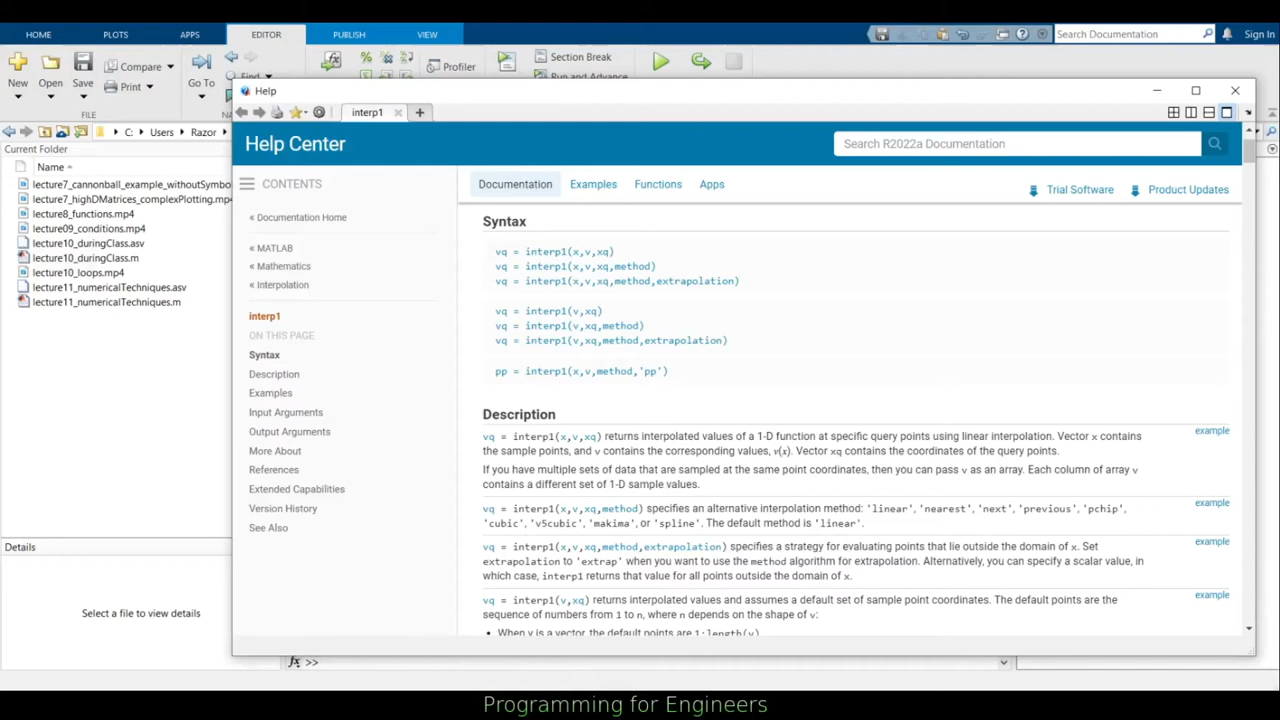 HOME PLOTS APPS EDITOR PUBLISH VIEW Search Documentation Sign In
New Open Save Compare Print Go To Find Profiler Section Break Run and Advance
FILE
C: Users Razor
Current Folder
Name
lecture7_cannonball_example_withoutSymbo
lecture7_highDMatrices_complexPlotting.mp4
lecture8_functions.mp4
lecture09_conditions.mp4
lecture10_duringClass.asv
lecture10_duringClass.m
lecture10_loops.mp4
lecture11_numericalTechniques.asv
lecture11_numericalTechniques.m
Details
Select a file to view details
Help
interp1
Help Center
Search R2022a Documentation
CONTENTS
« Documentation Home
« MATLAB
« Mathematics
« Interpolation
interp1
ON THIS PAGE
Syntax
Description
Examples
Input Arguments
Output Arguments
More About
References
Extended Capabilities
Version History
See Also
Documentation Examples Functions Apps
Trial Software Product Updates
Syntax
vq = interp1(x,v,xq)
vq = interp1(x,v,xq,method)
vq = interp1(x,v,xq,method,extrapolation)
vq = interp1(v,xq)
vq = interp1(v,xq,method)
vq = interp1(v,xq,method,extrapolation)
pp = interp1(x,v,method,'pp')
Description
vq = interp1(x,v,xq) returns interpolated values of a 1-D function at specific query points using linear interpolation. Vector x contains example
the sample points, and v contains the corresponding values, v(x). Vector xq contains the coordinates of the query points.
If you have multiple sets of data that are sampled at the same point coordinates, then you can pass v as an array. Each column of array v
contains a different set of 1-D sample values.
vq = interp1(x,v,xq,method) specifies an alternative interpolation method: 'linear', 'nearest', 'next', 'previous', 'pchip', example
'cubic', 'v5cubic', 'makima', or 'spline'. The default method is 'linear'.
vq = interp1(x,v,xq,method,extrapolation) specifies a strategy for evaluating points that lie outside the domain of x. Set example
extrapolation to 'extrap' when you want to use the method algorithm for extrapolation. Alternatively, you can specify a scalar value, in
which case, interp1 returns that value for all points outside the domain of x.
vq = interp1(v,xq) returns interpolated values and assumes a default set of sample point coordinates. The default points are the example
sequence of numbers from 1 to n, where n depends on the shape of v:
• When v is a vector, the default points are 1:length(v)
fx >>
Programming for Engineers